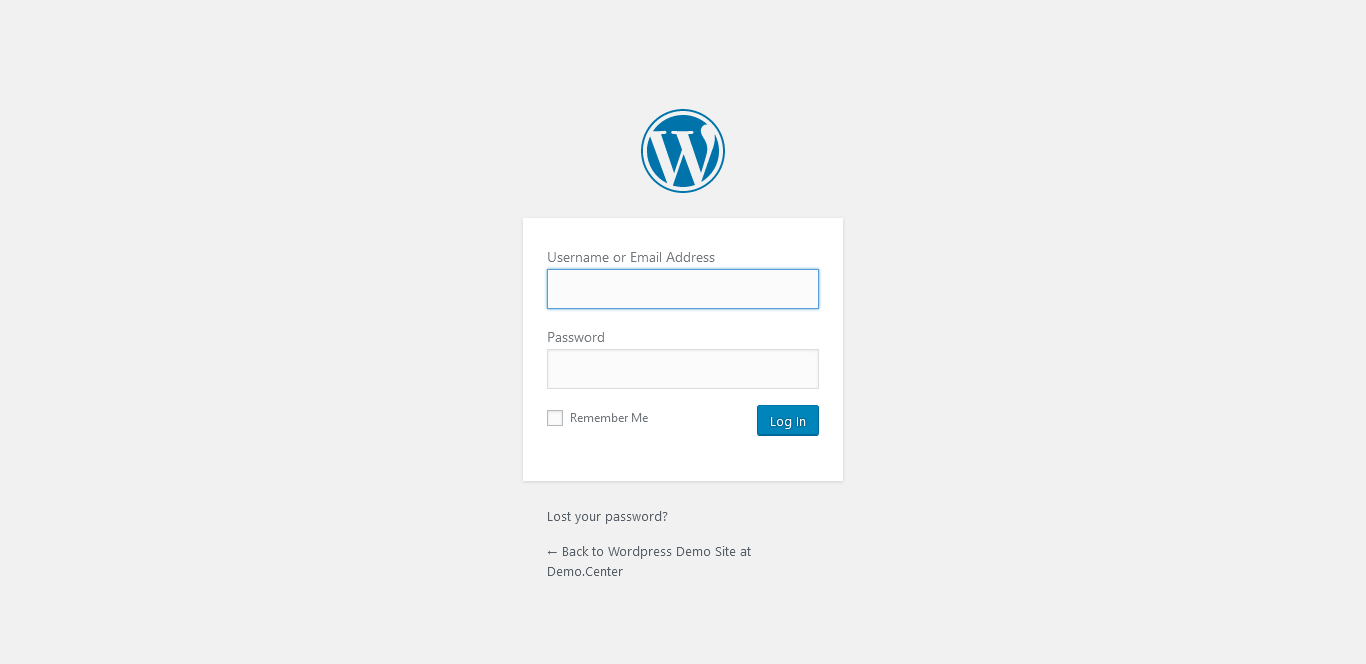 Username or Email Address
Password
Remember Me
Log In
Lost your password?
← Back to Wordpress Demo Site at
Demo.Center